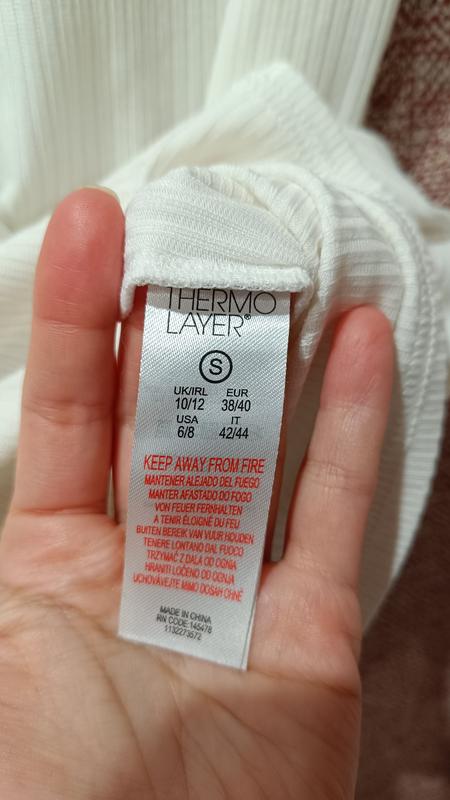 THERMO
LAYER®
S
UK/IRL EUR
10/12 38/40
USA IT
6/8 42/44
KEEP AWAY FROM FIRE
MANTENER ALEJADO DEL FUEGO
MANTER AFASTADO DO FOGO
VON FEUER FERNHALTEN
A TENIR ÉLOIGNÉ DU FEU
BUITEN BEREIK VAN VUUR HOUDEN
TENERE LONTANO DAL FUOCO
TRZYMAĆ Z DALA OD OGNIA
HRANITI LOČENO OD OGNJA
UCHOVÁVEJTE MIMO DOSAH OHNĚ
MADE IN CHINA
RN CODE:145478
1132273572